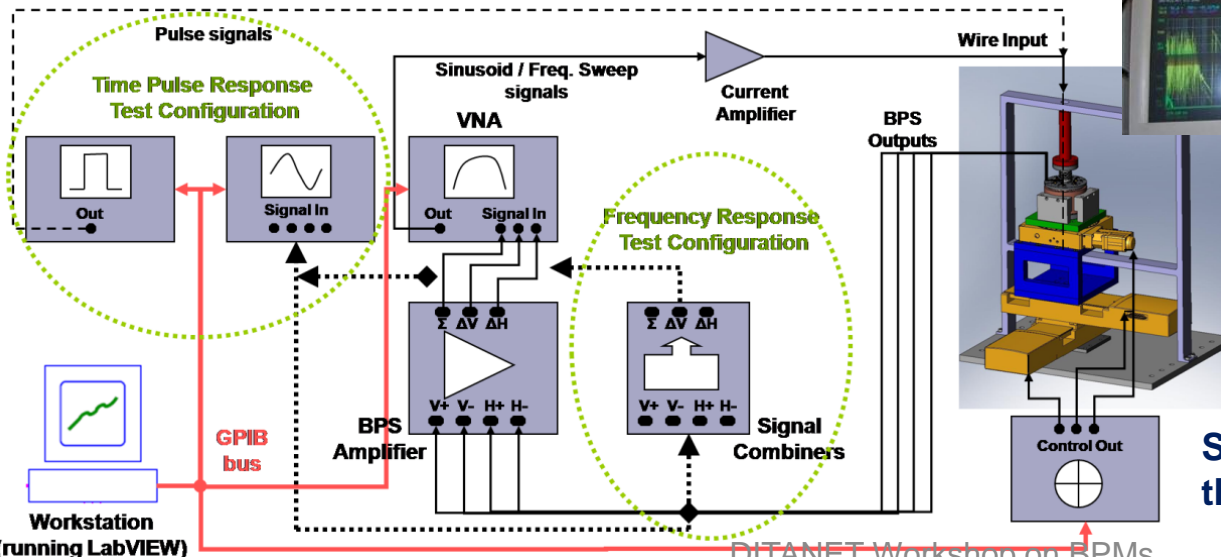 Pulse signals
Time Pulse Response
Test Configuration
Out
Signal In
Sinusoid / Freq. Sweep
signals
VNA
Out
Signal In
Current
Amplifier
Wire Input
BPS
Outputs
Frequency Response
Test Configuration
Σ ΔV ΔH
V+ V- H+ H-
BPS
Amplifier
Σ ΔV ΔH
V+ V- H+ H-
Signal
Combiners
GPIB
bus
Workstation
(running LabVIEW)
Control Out
S
th
DITANET Workshop on BPMs